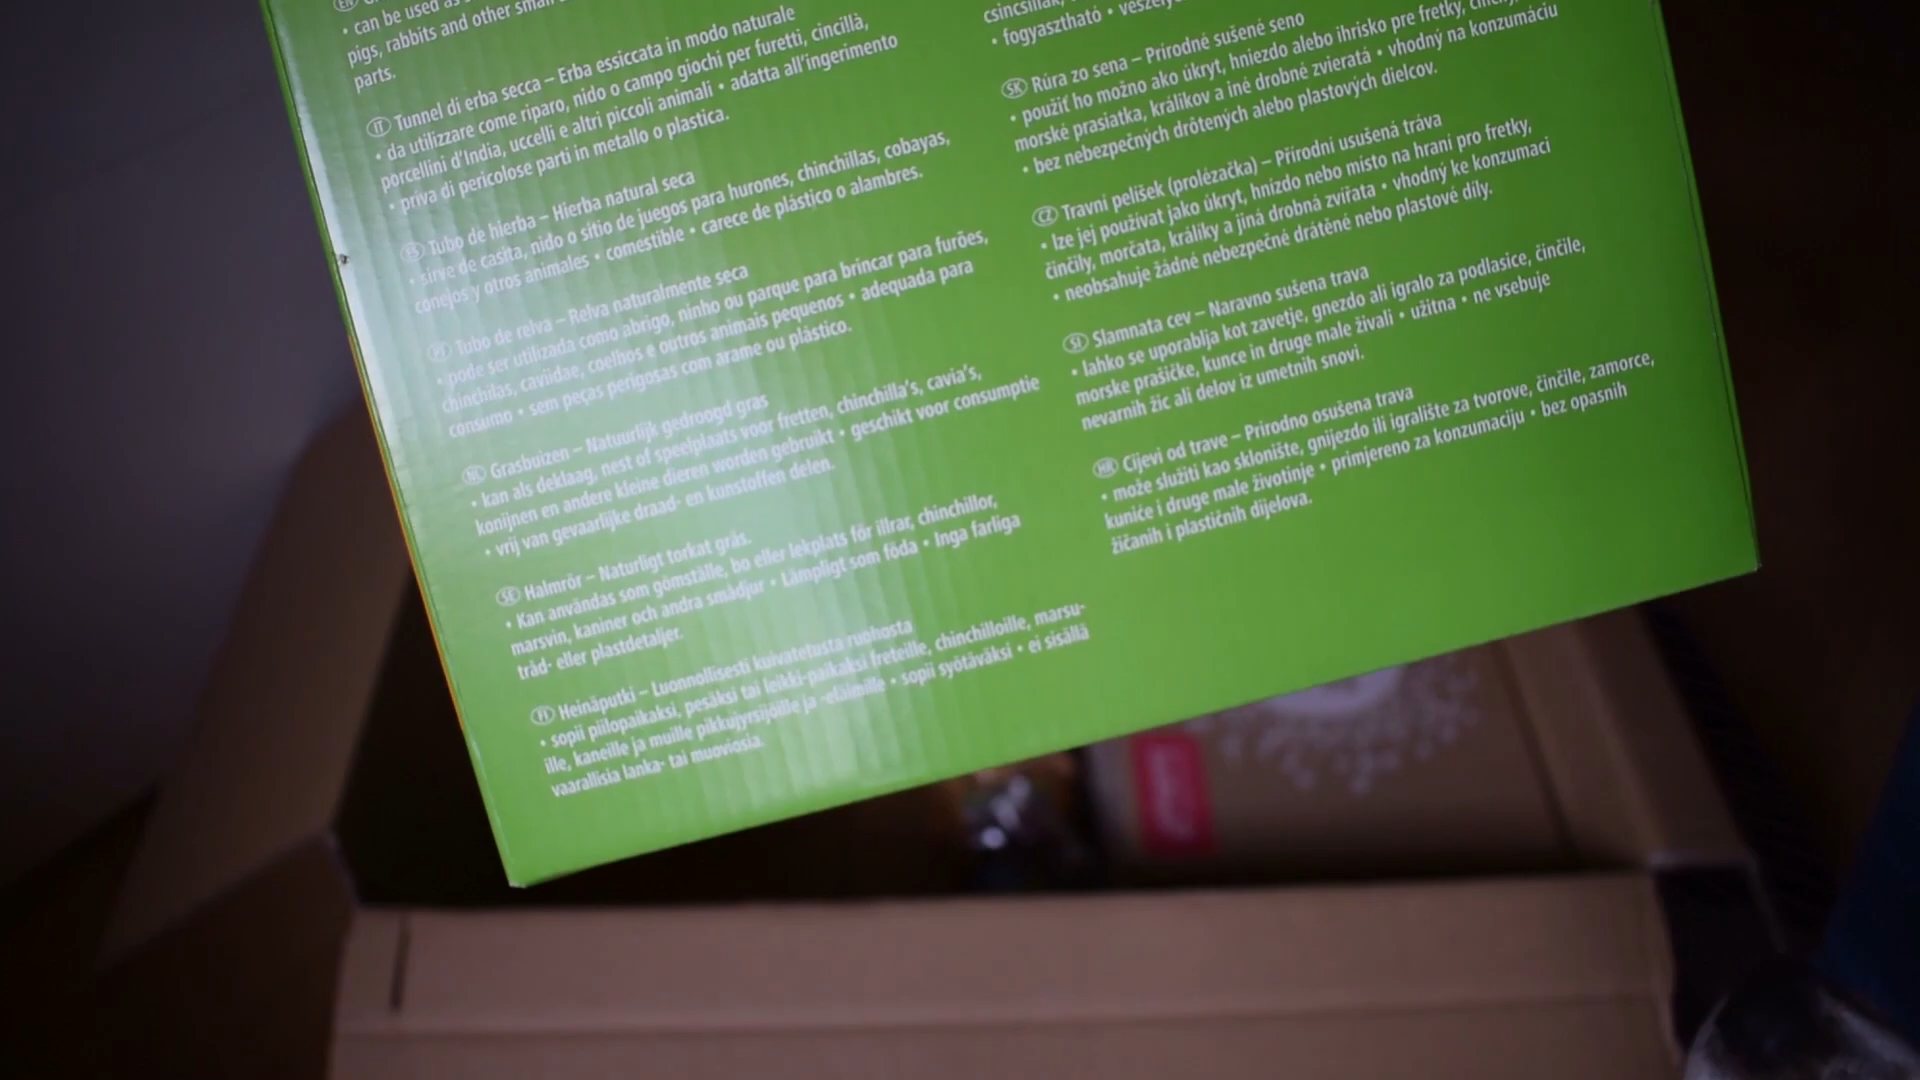 EN
• can be used as
pigs, rabbits and other small
parts.
IT Tunnel di erba secca – Erba essiccata in modo naturale
• da utilizzare come riparo, nido o campo giochi per furetti, cincillà,
porcellini d'India, uccelli e altri piccoli animali • adatta all'ingerimento
• priva di pericolose parti in metallo o plastica.
ES Tubo de hierba – Hierba natural seca
• sirve de casita, nido o sitio de juegos para hurones, chinchillas, cobayas,
conejos y otros animales • comestible • carece de plástico o alambres.
PT Tubo de relva – Relva naturalmente seca
• pode ser utilizada como abrigo, ninho ou parque para brincar para furões,
chinchilas, caviidae, coelhos e outros animais pequenos • adequada para
consumo • sem peças perigosas com arame ou plástico.
NL Grasbuizen – Natuurlijk gedroogd gras
• kan als deklaag, nest of speelplaats voor fretten, chinchilla's, cavia's,
konijnen en andere kleine dieren worden gebruikt • geschikt voor consumptie
• vrij van gevaarlijke draad- en kunstoffen delen.
SE Halmrör – Naturligt torkat gräs.
• Kan användas som gömställe, bo eller lekplats för illrar, chinchillor,
marsvin, kaniner och andra smådjur • Lämpligt som föda • Inga farliga
tråd- eller plastdetaljer.
FI Heinäputki – Luonnollisesti kuivatetusta ruohosta
• sopii piilopaikaksi, pesäksi tai leikki-paikaksi freteille, chinchilloille, marsu-
ille, kaneille ja muille pikkujyrsijöille ja -eläimille • sopii syötäväksi • ei sisällä
vaarallisia lanka- tai muoviosia.
csincsillák,
• fogyasztható •
SK Rúra zo sena – Prírodné sušené seno
• použiť ho možno ako úkryt, hniezdo alebo ihrisko pre fretky, činčily,
morské prasiatka, králikov a iné drobné zvieratá • vhodný na konzumáciu
• bez nebezpečných drôtených alebo plastových dielcov.
CZ Travní pelíšek (prolézačka) – Přírodní usušená tráva
• lze jej používat jako úkryt, hnízdo nebo místo na hraní pro fretky,
činčily, morčata, králíky a jiná drobná zvířata • vhodný ke konzumaci
• neobsahuje žádné nebezpečné drátěné nebo plastové díly.
SI Slamnata cev – Naravno sušena trava
• lahko se uporablja kot zavetje, gnezdo ali igralo za podlasice, činčile,
morske prašičke, kunce in druge male živali • užitna • ne vsebuje
nevarnih žic ali delov iz umetnih snovi.
HR Cijevi od trave – Prirodno osušena trava
• može služiti kao sklonište, gnijezdo ili igralište za tvorove, činčile, zamorce,
kuniće i druge male životinje • primjereno za konzumaciju • bez opasnih
žičanih i plastičnih dijelova.